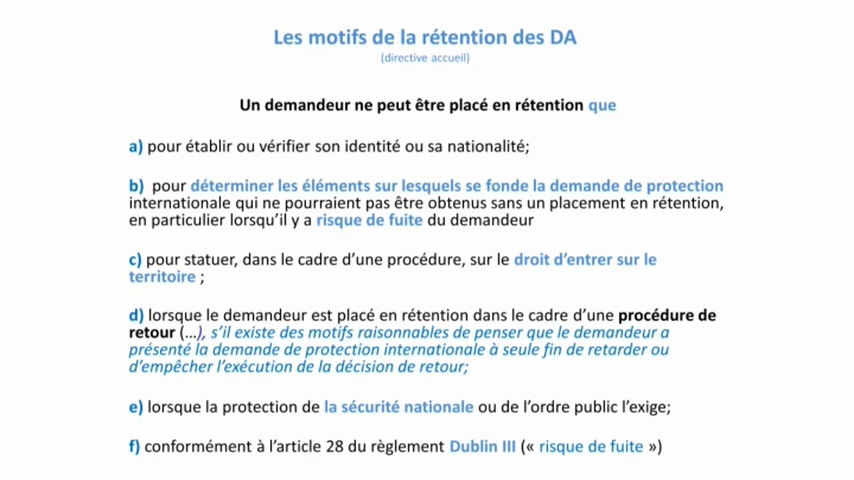 Les motifs de la rétention des DA
(directive accueil)
Un demandeur ne peut être placé en rétention que
a) pour établir ou vérifier son identité ou sa nationalité;
b) pour déterminer les éléments sur lesquels se fonde la demande de protection
internationale qui ne pourraient pas être obtenus sans un placement en rétention,
en particulier lorsqu’il y a risque de fuite du demandeur
c) pour statuer, dans le cadre d’une procédure, sur le droit d’entrer sur le
territoire ;
d) lorsque le demandeur est placé en rétention dans le cadre d’une procédure de
retour (…), s’il existe des motifs raisonnables de penser que le demandeur a
présenté la demande de protection internationale à seule fin de retarder ou
d’empêcher l’exécution de la décision de retour;
e) lorsque la protection de la sécurité nationale ou de l’ordre public l’exige;
f) conformément à l’article 28 du règlement Dublin III (« risque de fuite »)